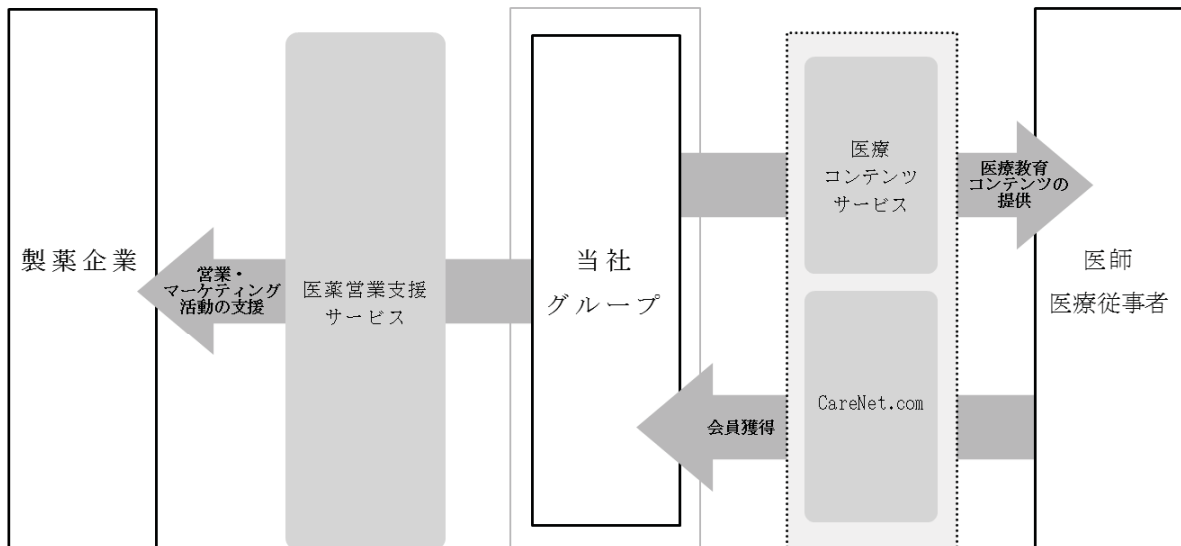 製薬企業
営業・
マーケティング
活動の支援
医薬営業支援
サービス
当社
グループ
医療
コンテンツ
サービス
医療教育
コンテンツの
提供
医師
医療従事者
会員獲得
CareNet.com